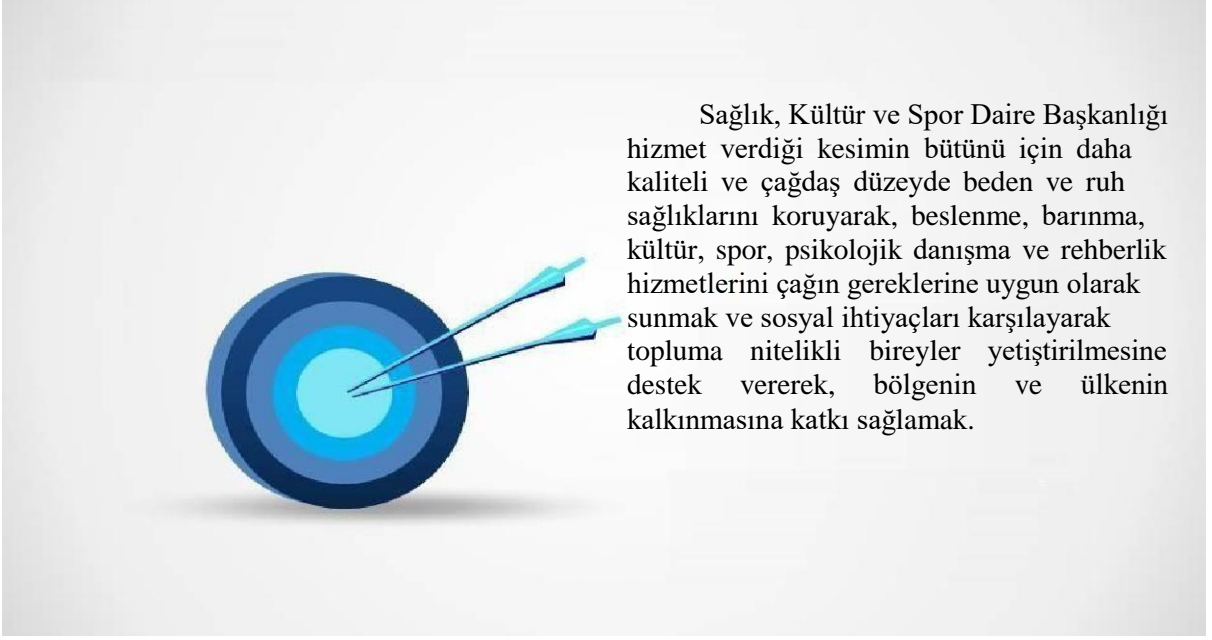 Sağlık, Kültür ve Spor Daire Başkanlığı
hizmet verdiği kesimin bütünü için daha
kaliteli ve çağdaş düzeyde beden ve ruh
sağlıklarını koruyarak, beslenme, barınma,
kültür, spor, psikolojik danışma ve rehberlik
hizmetlerini çağın gereklerine uygun olarak
sunmak ve sosyal ihtiyaçları karşılayarak
topluma nitelikli bireyler yetiştirilmesine
destek vererek, bölgenin ve ülkenin
kalkınmasına katkı sağlamak.